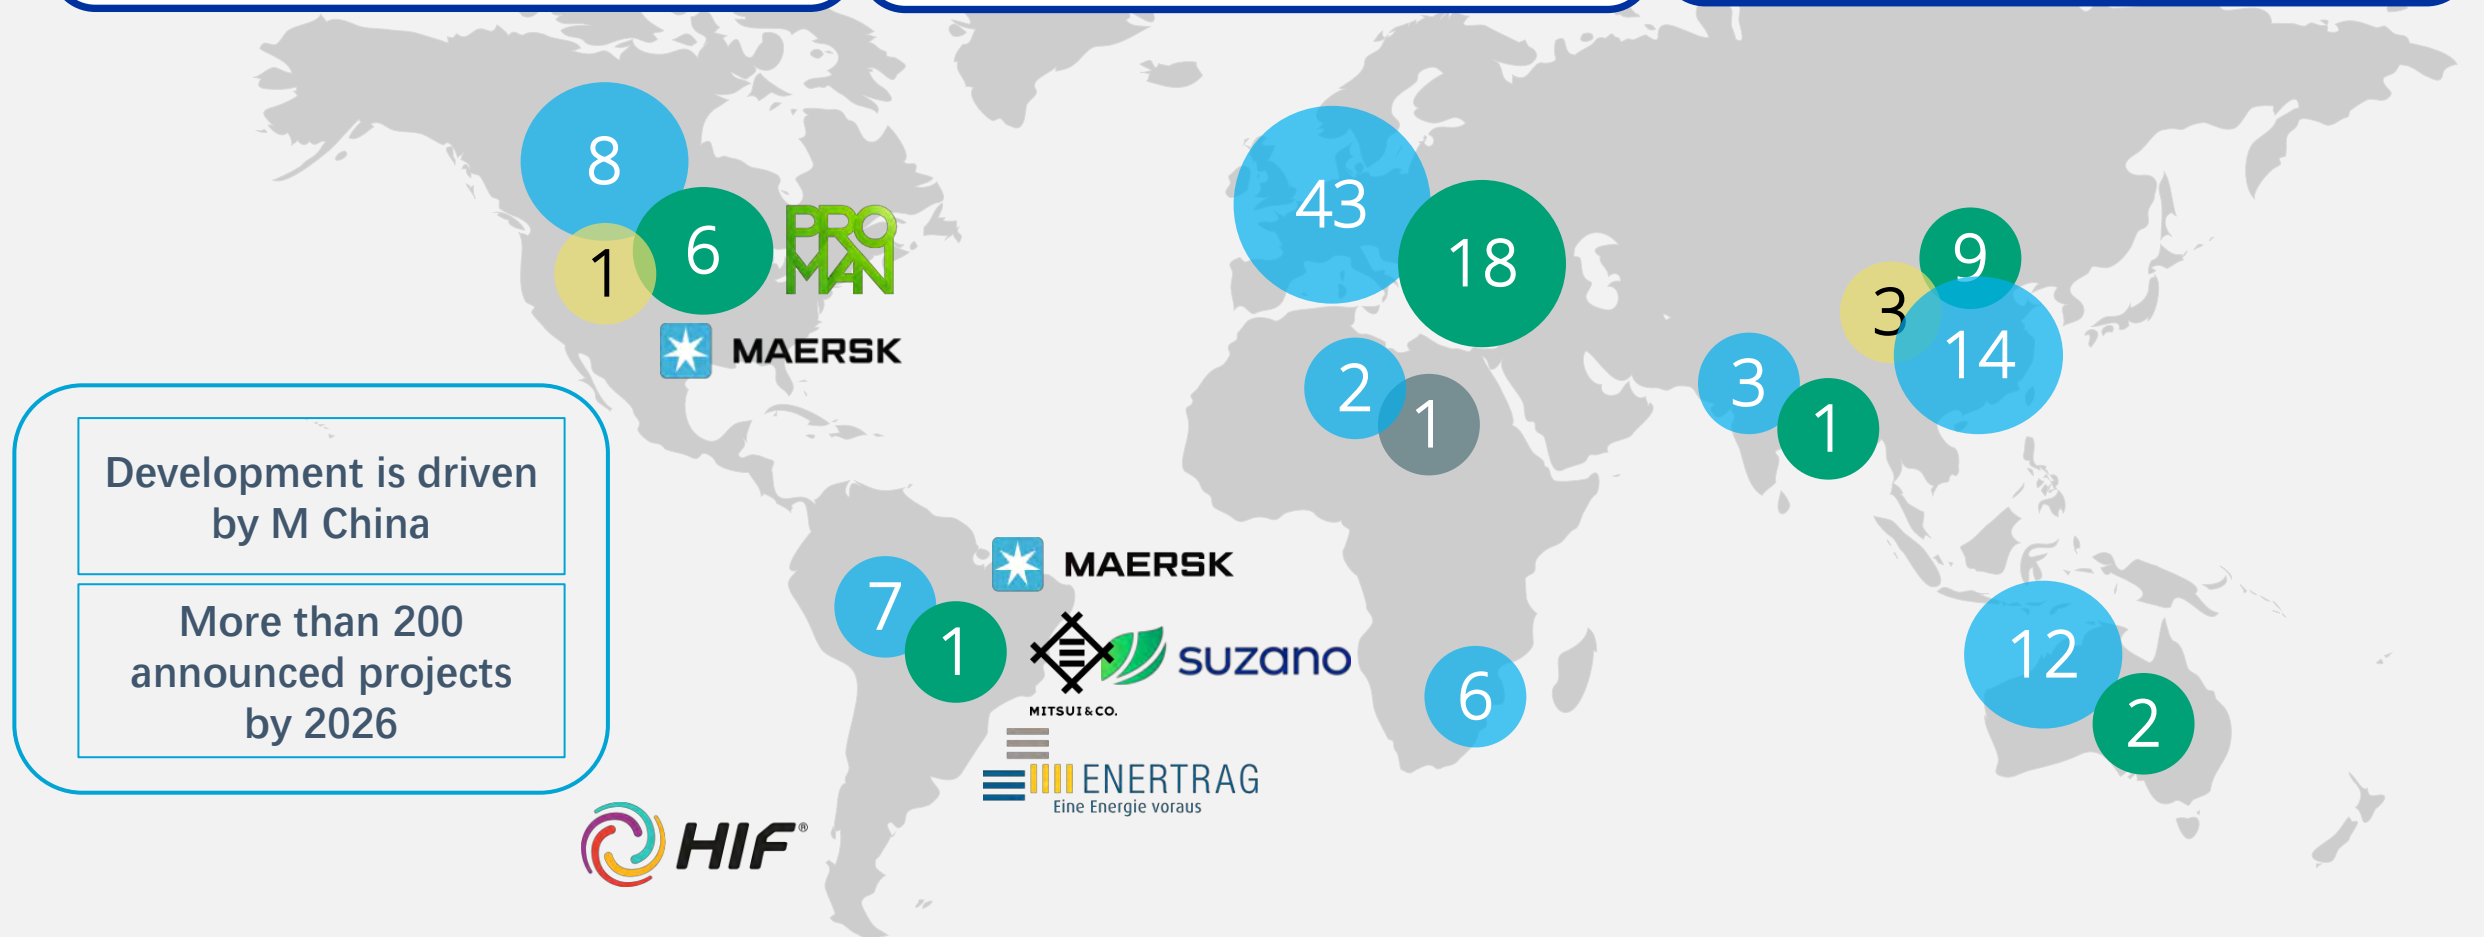 8
1
6
PRO
MAN
MAERSK
43
18
9
3
14
2
1
3
1
Development is driven
by M China
More than 200
announced projects
by 2026
MAERSK
7
1
MITSUI & CO.
suzano
6
12
2
ENERTRAG
Eine Energie voraus
HIF®